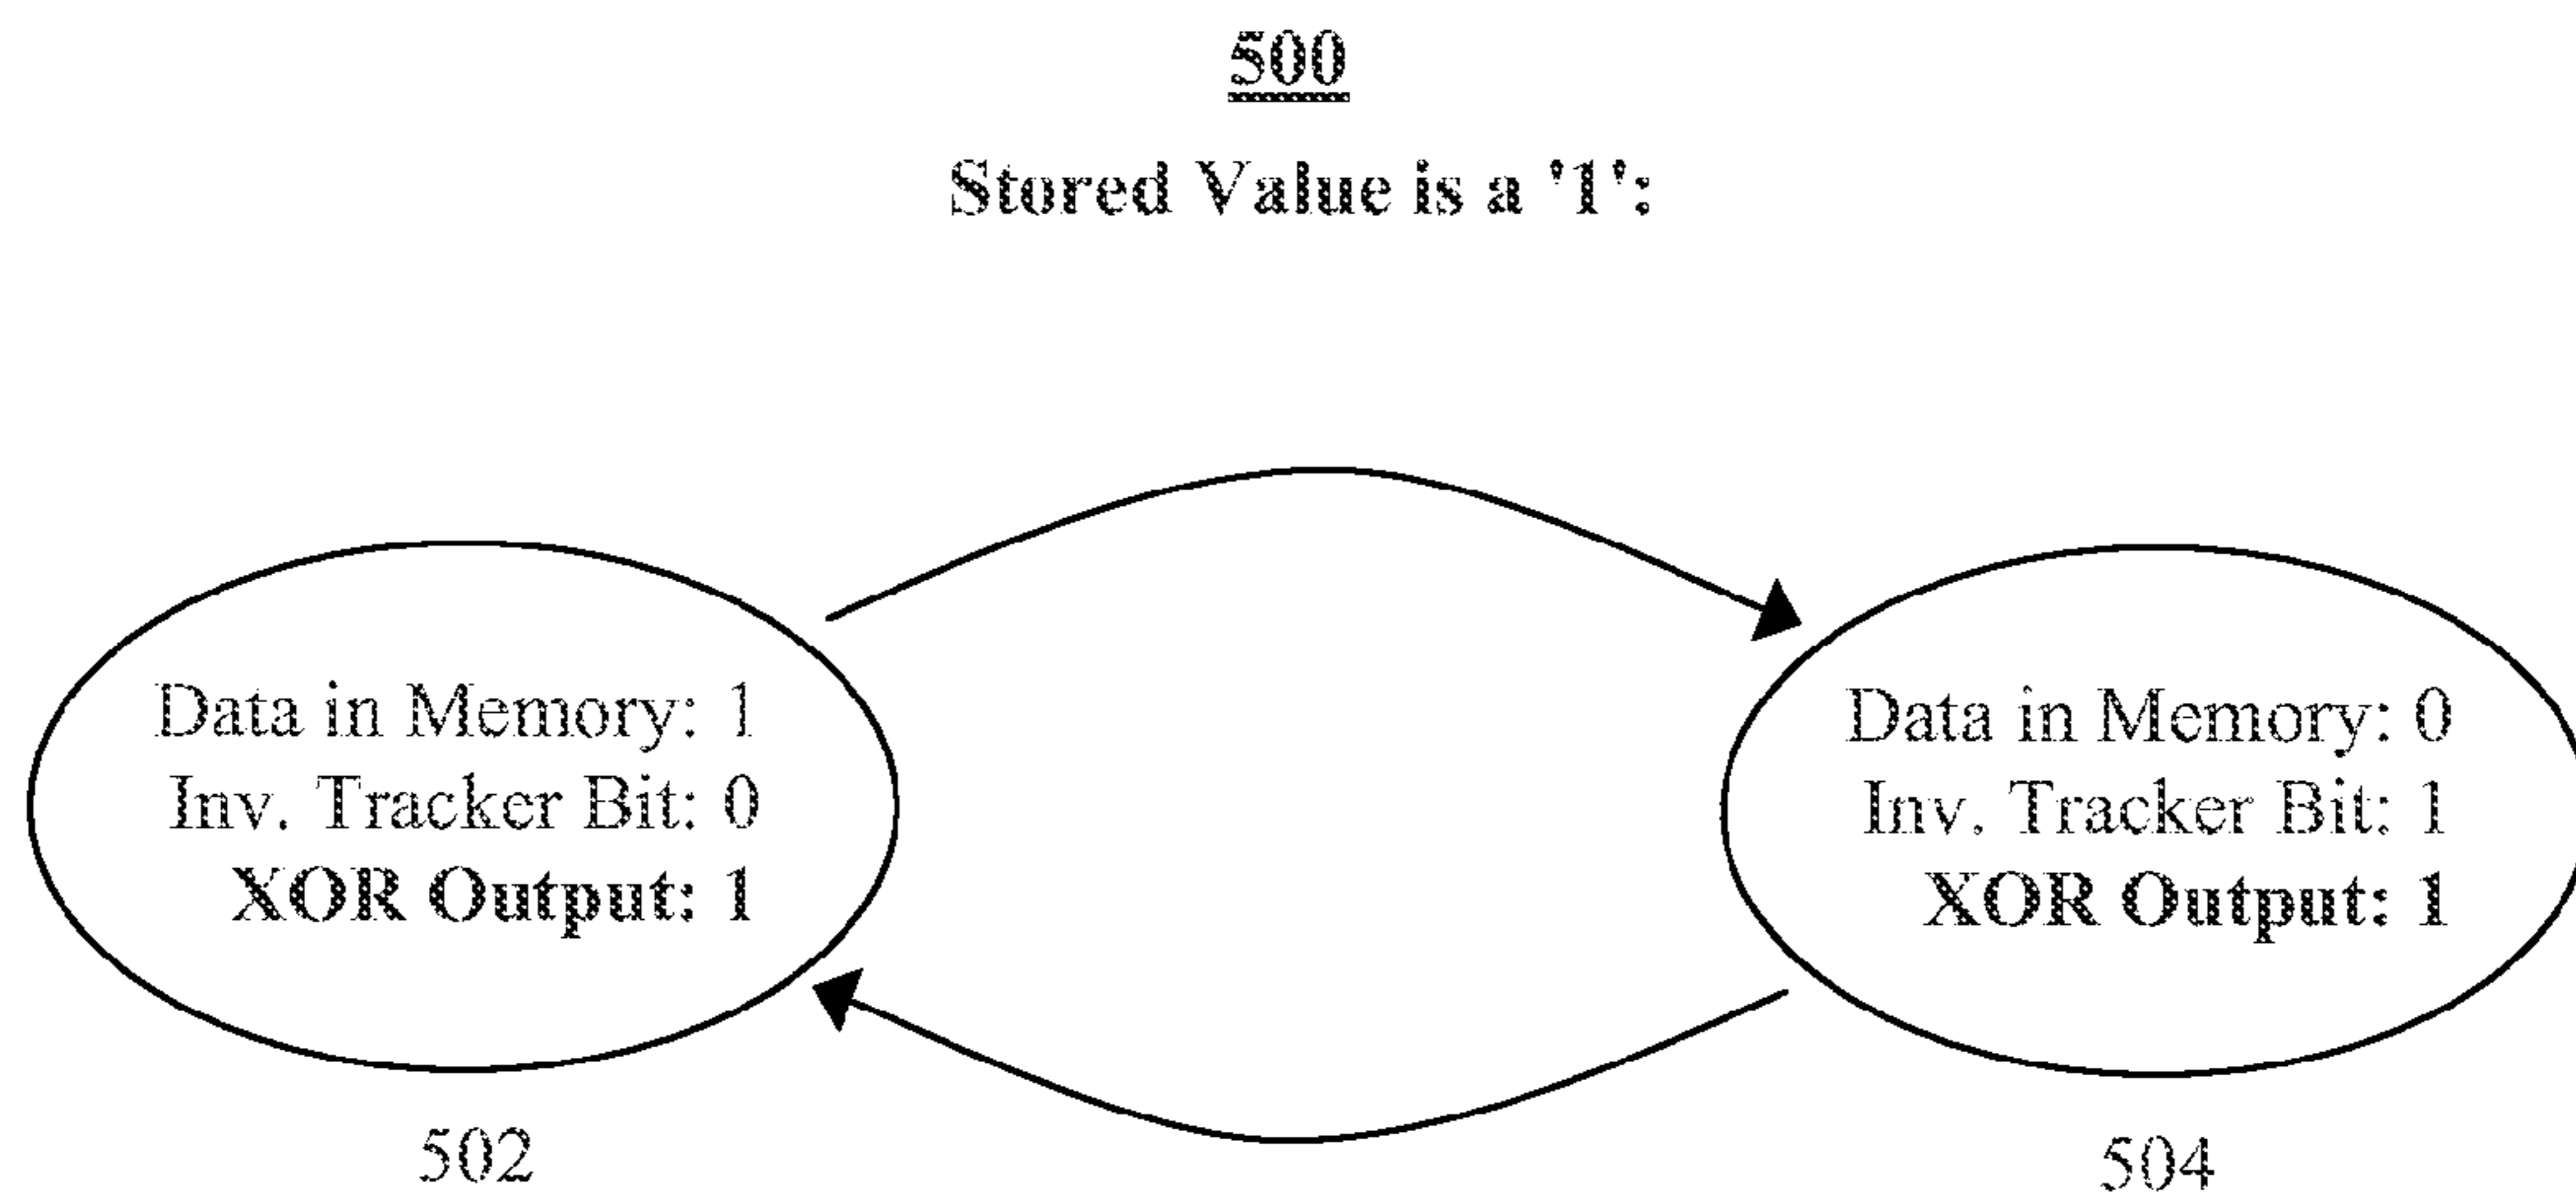 500
Stored Value is a '1':
Data in Memory: 1
Inv. Tracker Bit: 0
XOR Output: 1
502
Data in Memory: 0
Inv. Tracker Bit: 1
XOR Output: 1
504